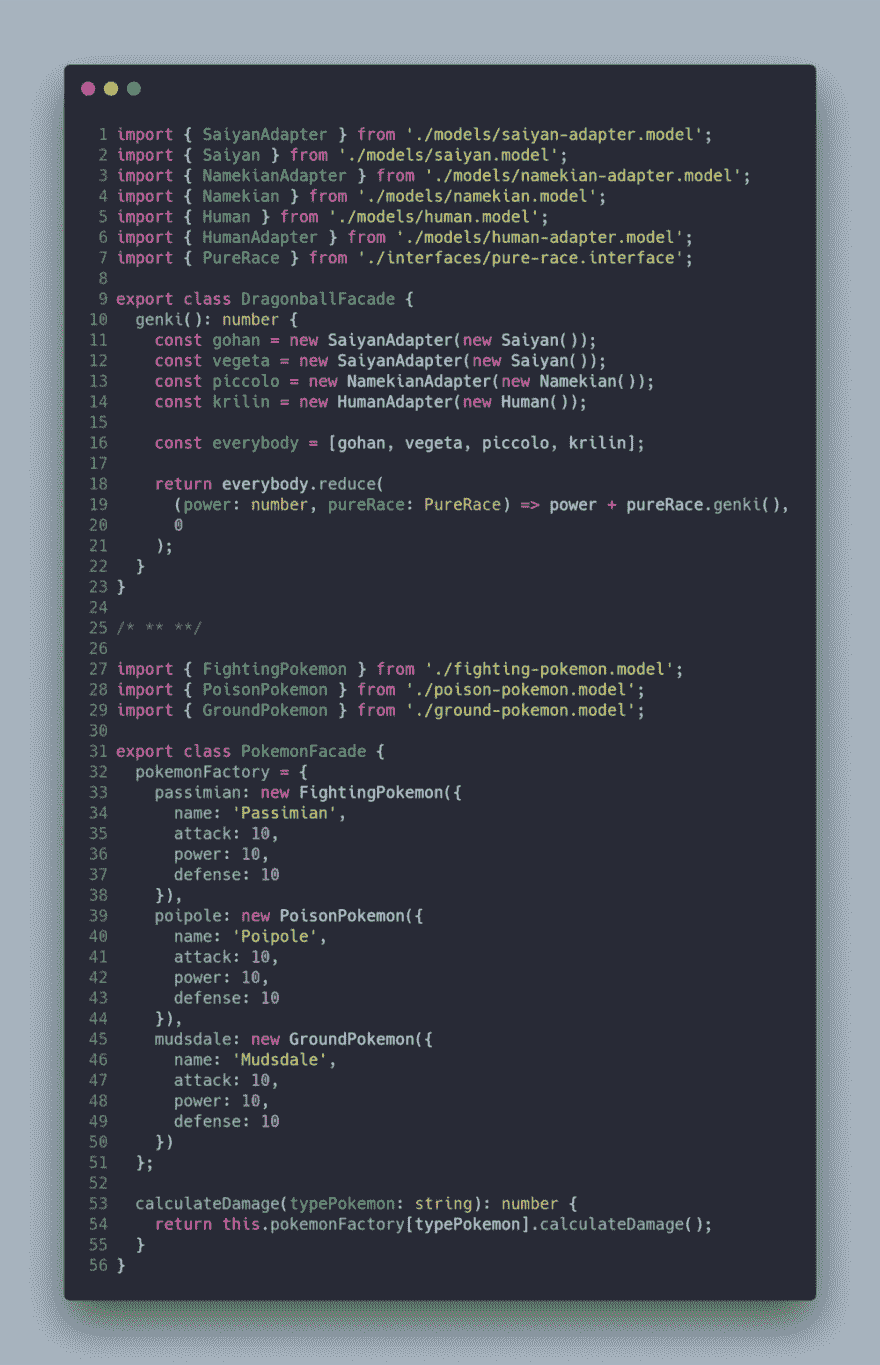 1 import { SaiyanAdapter } from './models/saiyan-adapter.model';
2 import { Saiyan } from './models/saiyan.model';
3 import { NamekianAdapter } from './models/namekian-adapter.model';
4 import { Namekian } from './models/namekian.model';
5 import { Human } from './models/human.model';
6 import { HumanAdapter } from './models/human-adapter.model';
7 import { PureRace } from './interfaces/pure-race.interface';
8
9 export class DragonballFacade {
10   genki(): number {
11     const gohan = new SaiyanAdapter(new Saiyan());
12     const vegeta = new SaiyanAdapter(new Saiyan());
13     const piccolo = new NamekianAdapter(new Namekian());
14     const krilin = new HumanAdapter(new Human());
15
16     const everybody = [gohan, vegeta, piccolo, krilin];
17
18     return everybody.reduce(
19       (power: number, pureRace: PureRace) => power + pureRace.genki(),
20       0
21     );
22   }
23 }
24
25 /* ** **/
26
27 import { FightingPokemon } from './fighting-pokemon.model';
28 import { PoisonPokemon } from './poison-pokemon.model';
29 import { GroundPokemon } from './ground-pokemon.model';
30
31 export class PokemonFacade {
32   pokemonFactory = {
33     passimian: new FightingPokemon({
34       name: 'Passimian',
35       attack: 10,
36       power: 10,
37       defense: 10
38     }),
39     poipole: new PoisonPokemon({
40       name: 'Poipole',
41       attack: 10,
42       power: 10,
43       defense: 10
44     }),
45     mudsdale: new GroundPokemon({
46       name: 'Mudsdale',
47       attack: 10,
48       power: 10,
49       defense: 10
50     })
51   };
52
53   calculateDamage(typePokemon: string): number {
54     return this.pokemonFactory[typePokemon].calculateDamage();
55   }
56 }